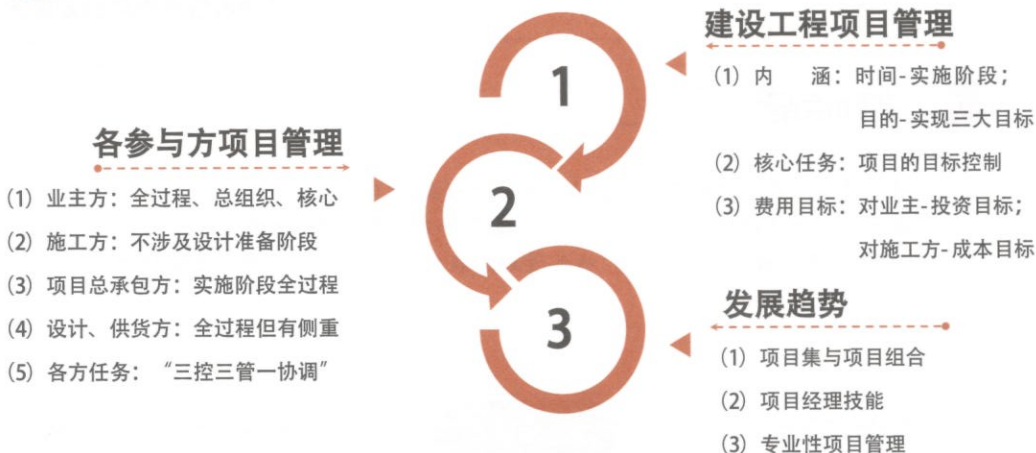 1
建设工程项目管理
(1) 内 涵：时间-实施阶段；
目的-实现三大目标
(2) 核心任务：项目的目标控制
(3) 费用目标：对业主-投资目标；
对施工方-成本目标
2
各参与方项目管理
(1) 业主方：全过程、总组织、核心
(2) 施工方：不涉及设计准备阶段
(3) 项目总承包方：实施阶段全过程
(4) 设计、供货方：全过程但有侧重
(5) 各方任务：“三控三管一协调”
3
发展趋势
(1) 项目集与项目组合
(2) 项目经理技能
(3) 专业性项目管理